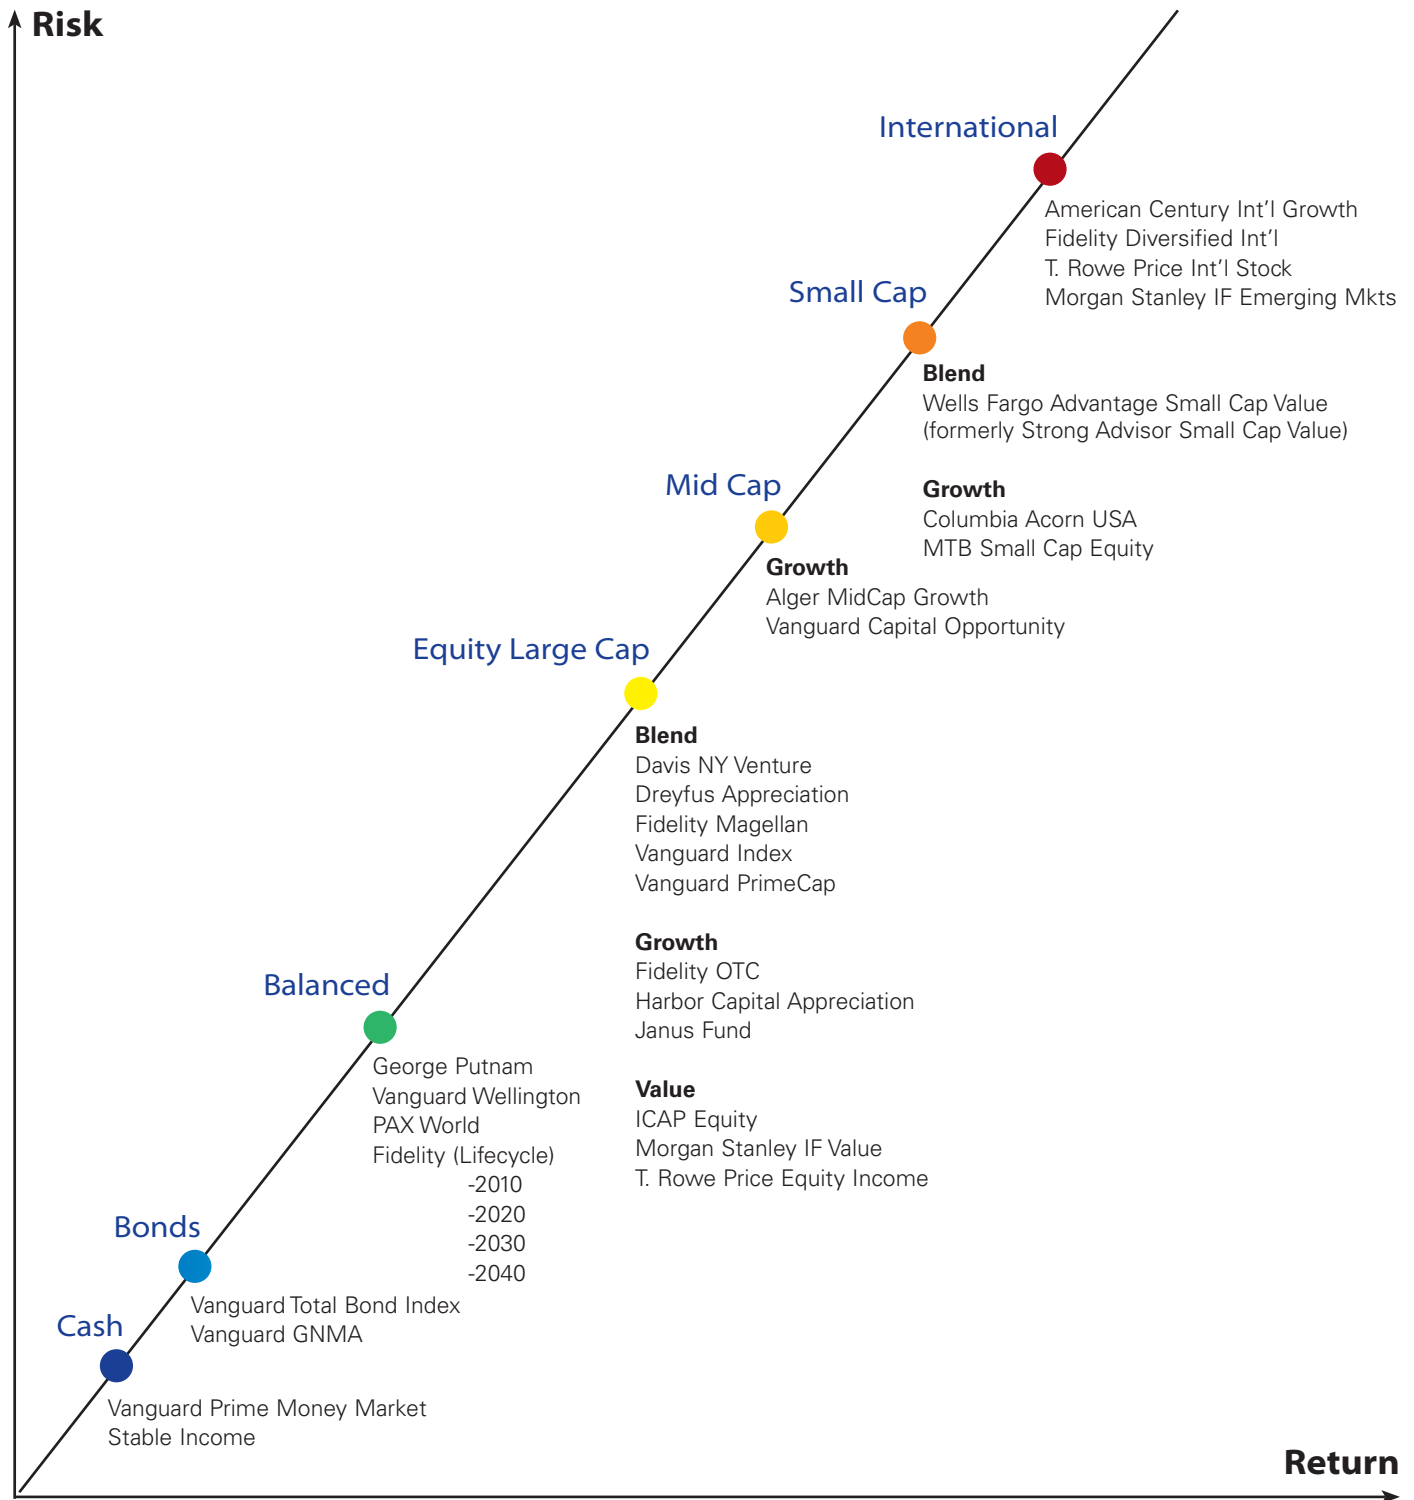 Risk
International
American Century Int'l Growth
Fidelity Diversified Int'l
T. Rowe Price Int'l Stock
Morgan Stanley IF Emerging Mkts
Small Cap
Blend
Wells Fargo Advantage Small Cap Value
(formerly Strong Advisor Small Cap Value)
Growth
Columbia Acorn USA
MTB Small Cap Equity
Mid Cap
Growth
Alger MidCap Growth
Vanguard Capital Opportunity
Equity Large Cap
Blend
Davis NY Venture
Dreyfus Appreciation
Fidelity Magellan
Vanguard Index
Vanguard PrimeCap
Growth
Fidelity OTC
Harbor Capital Appreciation
Janus Fund
Value
ICAP Equity
Morgan Stanley IF Value
T. Rowe Price Equity Income
Balanced
George Putnam
Vanguard Wellington
PAX World
Fidelity (Lifecycle)
-2010
-2020
-2030
-2040
Bonds
Vanguard Total Bond Index
Vanguard GNMA
Cash
Vanguard Prime Money Market
Stable Income
Return